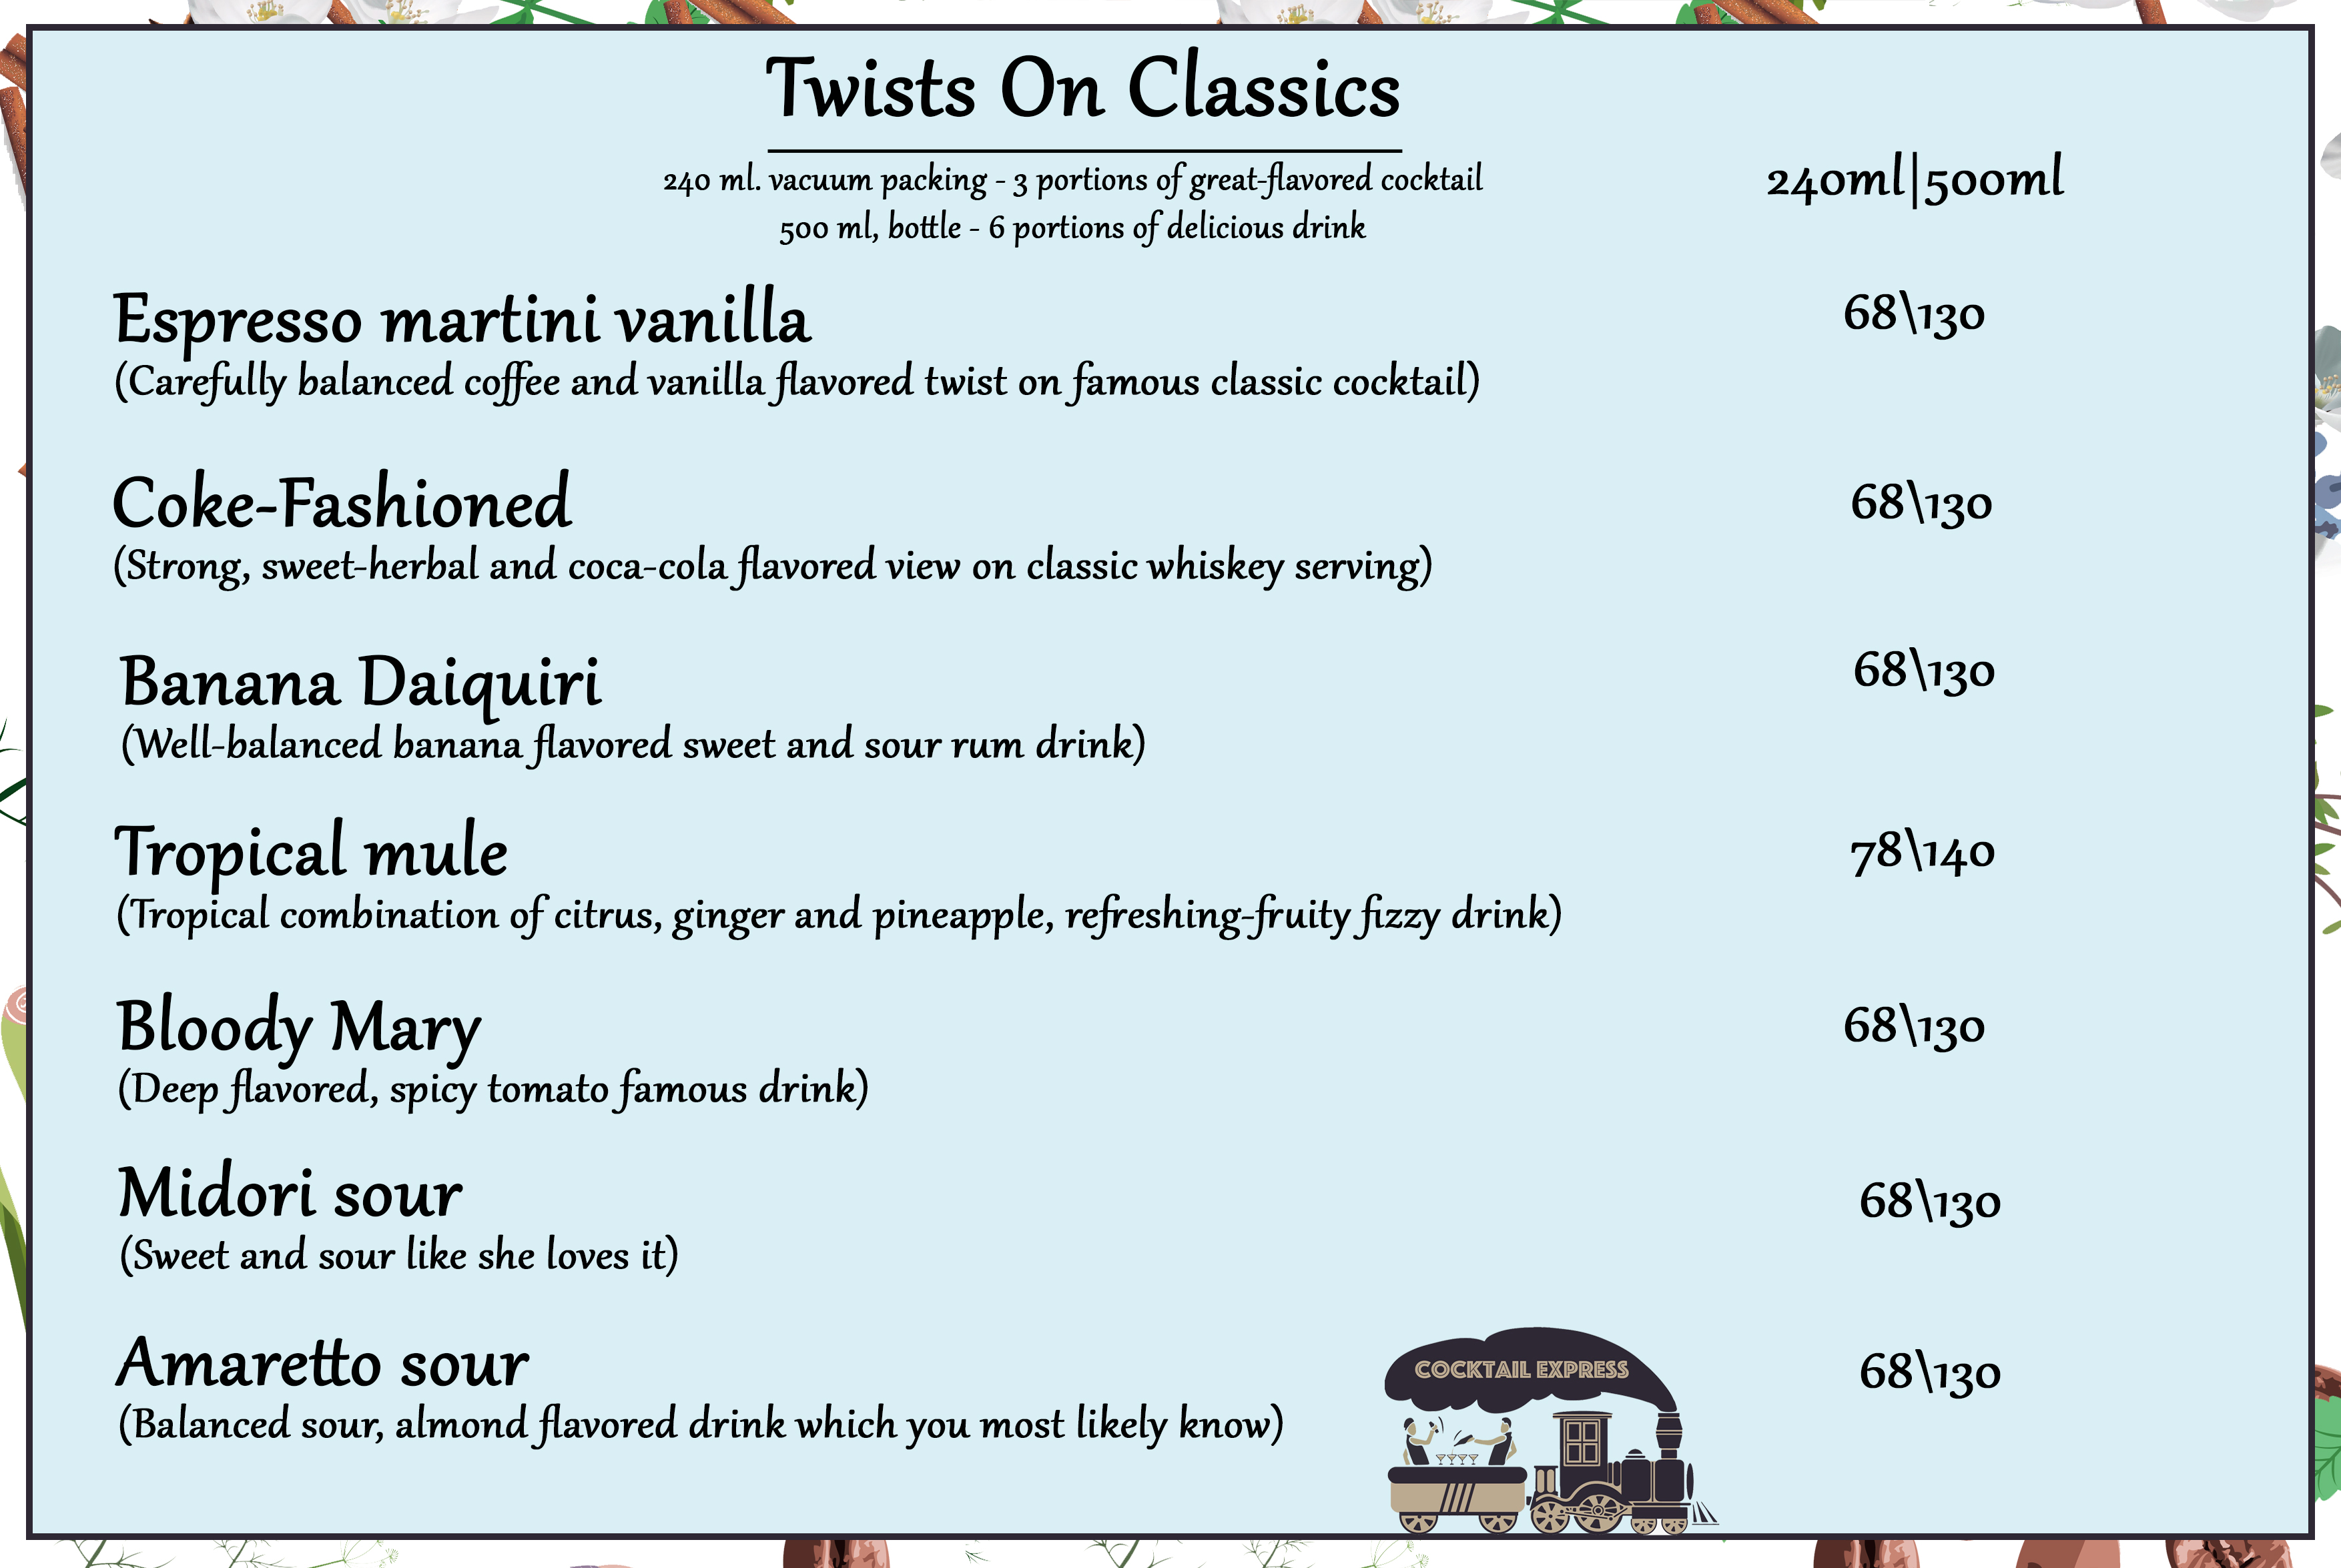 Twists On Classics
240 ml. vacuum packing - 3 portions of great-flavored cocktail
240ml|500ml
500 ml, bottle - 6 portions of delicious drink
Espresso martini vanilla
68\130
(Carefully balanced coffee and vanilla flavored twist on famous classic cocktail)
Coke-Fashioned
68\130
(Strong, sweet-herbal and coca-cola flavored view on classic whiskey serving)
Banana Daiquiri
68\130
(Well-balanced banana flavored sweet and sour rum drink)
Tropical mule
78\140
(Tropical combination of citrus, ginger and pineapple, refreshing-fruity fizzy drink)
Bloody Mary
68\130
(Deep flavored, spicy tomato famous drink)
Midori sour
68\130
(Sweet and sour like she loves it)
Amaretto sour
68\130
(Balanced sour, almond flavored drink which you most likely know)
COCKTAIL EXPRESS